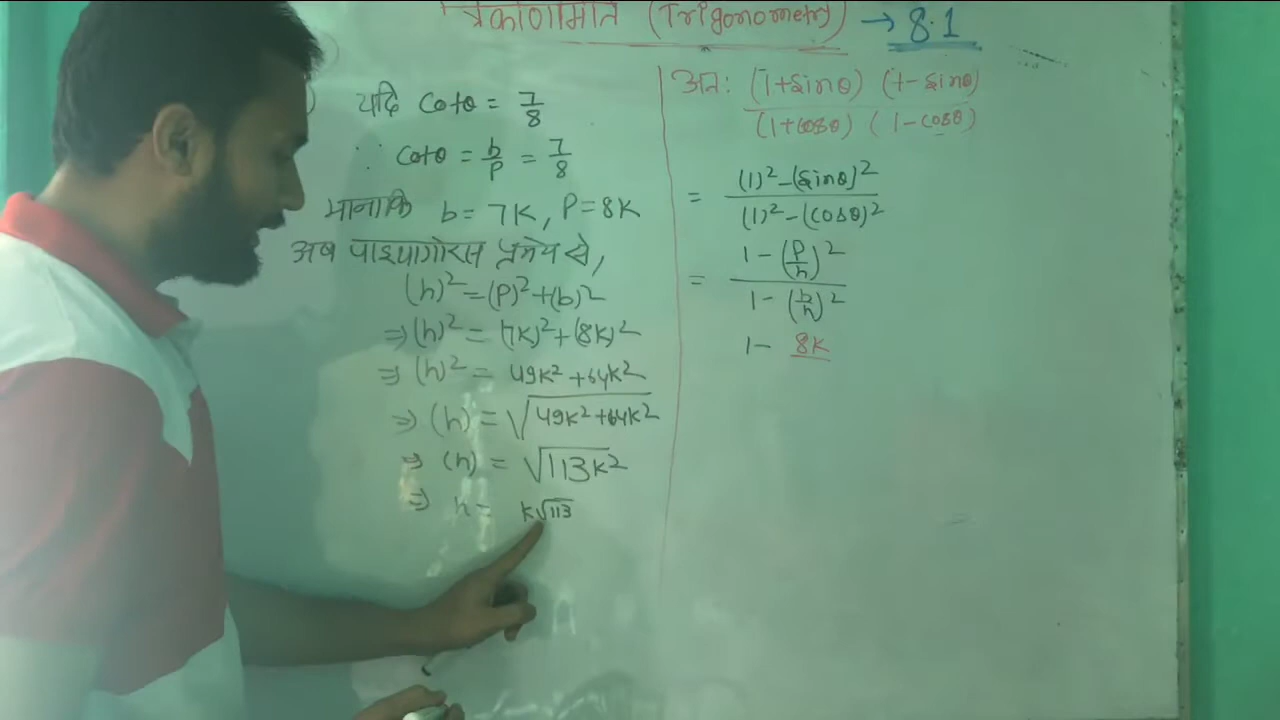 त्रिकोणमिति (Trigonometry) → 8.1
) यदि Cotθ = 7/8
∵ Cotθ = b/P = 7/8
मानाकि b = 7K, P = 8K
अब पाइथागोरस प्रमेय से,
(h)² = (P)² + (b)²
⇒ (h)² = (7K)² + (8K)²
⇒ (h)² = 49K² + 64K²
⇒ (h) = √49K² + 64K²
⇒ (h) = √113K²
⇒ h = K√113
अतः (1+Sinθ) (1-Sinθ)
(1+Cosθ) (1-Cosθ)
= (1)² - (Sinθ)²
(1)² - (Cosθ)²
= 1 - (P/h)²
1 - (b/h)²
1 - 8K